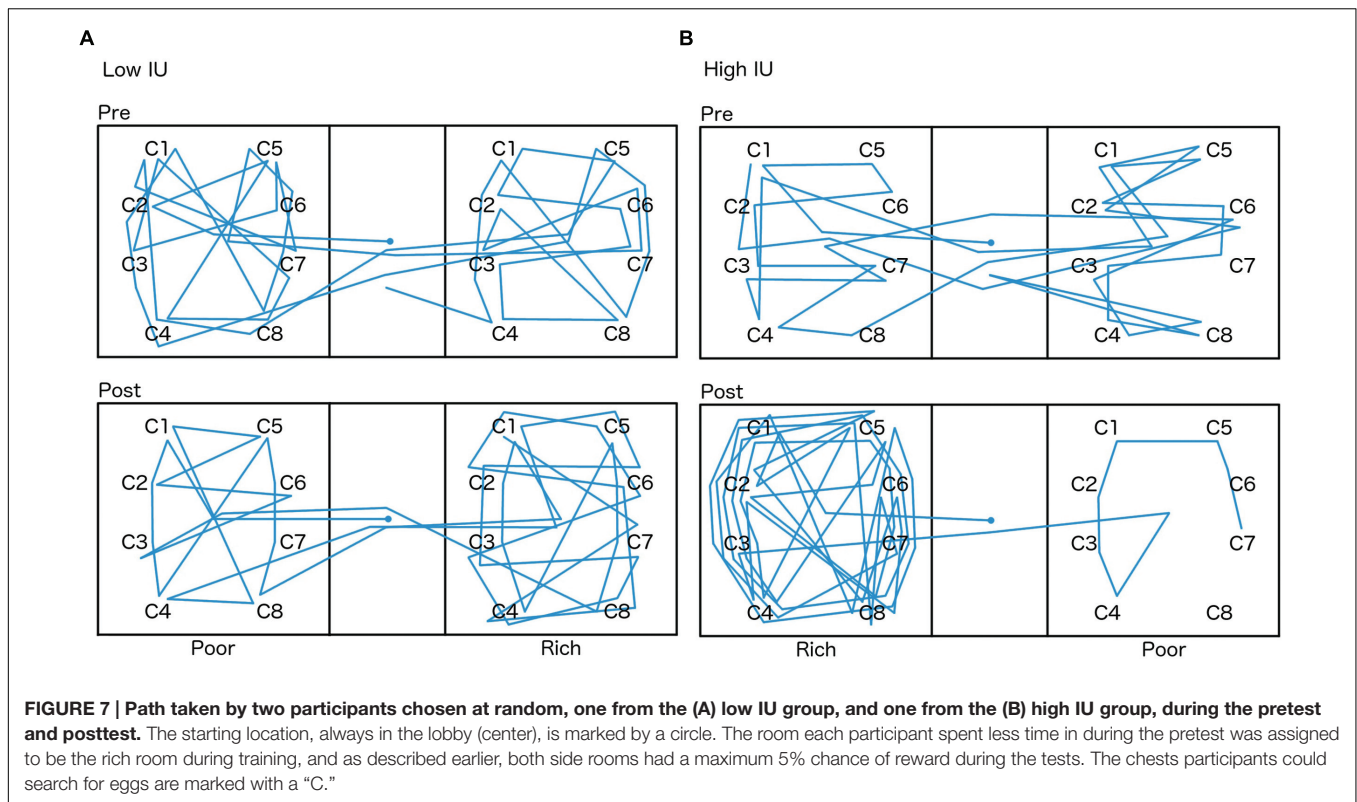 A
Low IU
Pre
C1 C5
C2 C6
C3 C7
C4 C8
C1 C5
C2 C6
C3 C7
C4 C8
Post
C1 C5
C2 C6
C3 C7
C4 C8
Poor
C1 C5
C2 C6
C3 C7
C4 C8
Rich
B
High IU
Pre
C1 C5
C2 C6
C3 C7
C4 C8
C1 C5
C2 C6
C3 C7
C4 C8
Post
C1 C5
C2 C6
C3 C7
C4 C8
Rich
C1 C5
C2 C6
C3 C7
C4 C8
Poor
FIGURE 7 | Path taken by two participants chosen at random, one from the (A) low IU group, and one from the (B) high IU group, during the pretest
and posttest. The starting location, always in the lobby (center), is marked by a circle. The room each participant spent less time in during the pretest was assigned
to be the rich room during training, and as described earlier, both side rooms had a maximum 5% chance of reward during the tests. The chests participants could
search for eggs are marked with a “C.”